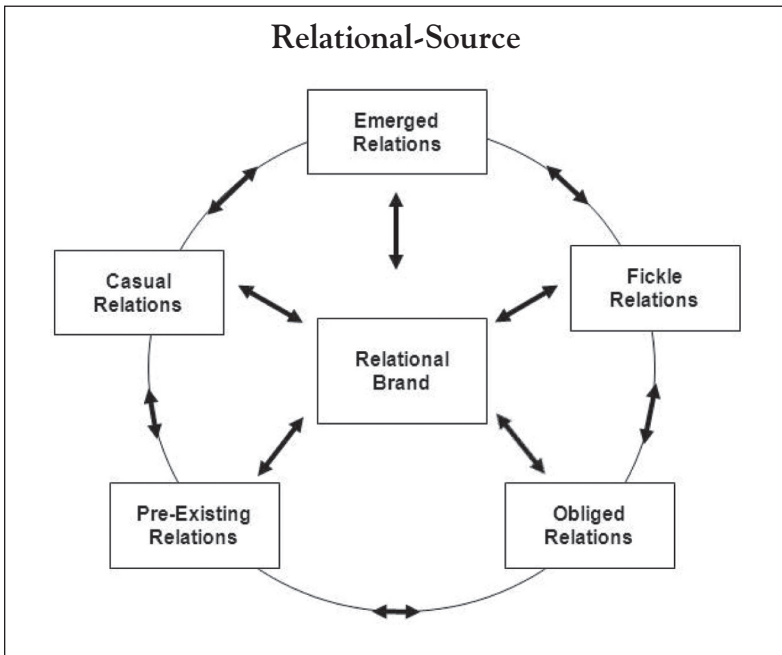 Relational-Source
Emerged
Relations
Casual
Relations
Fickle
Relations
Relational
Brand
Pre-Existing
Relations
Obliged
Relations